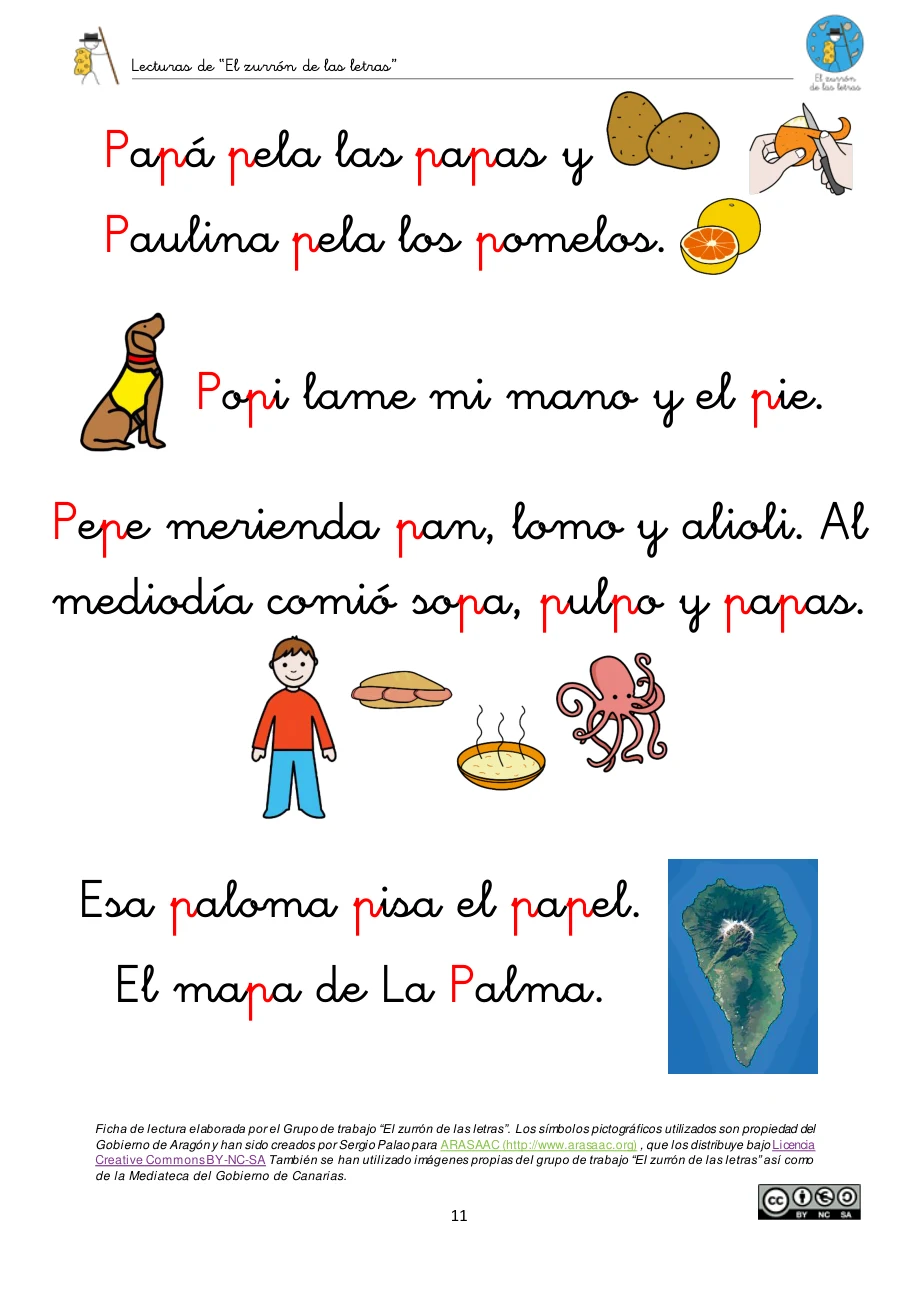 Lecturas de "El zurrón de las letras"
El zurrón
de las letras
Papá pela las papas y
Paulina pela los pomelos.
Popi lame mi mano y el pie.
Pepe merienda pan, lomo y alioli. Al
mediodía comió sopa, pulpo y papas.
Esa paloma pisa el papel.
El mapa de La Palma.
Ficha de lectura elaborada por el Grupo de trabajo “El zurrón de las letras”. Los símbolos pictográficos utilizados son propiedad del
Gobierno de Aragón y han sido creados por Sergio Palao para ARASAAC (http://www.arasaac.org) , que los distribuye bajo Licencia
Creative Commons BY-NC-SA También se han utilizado imágenes propias del grupo de trabajo “El zurrón de las letras” así como
de la Mediateca del Gobierno de Canarias.
cc BY NC SA
11